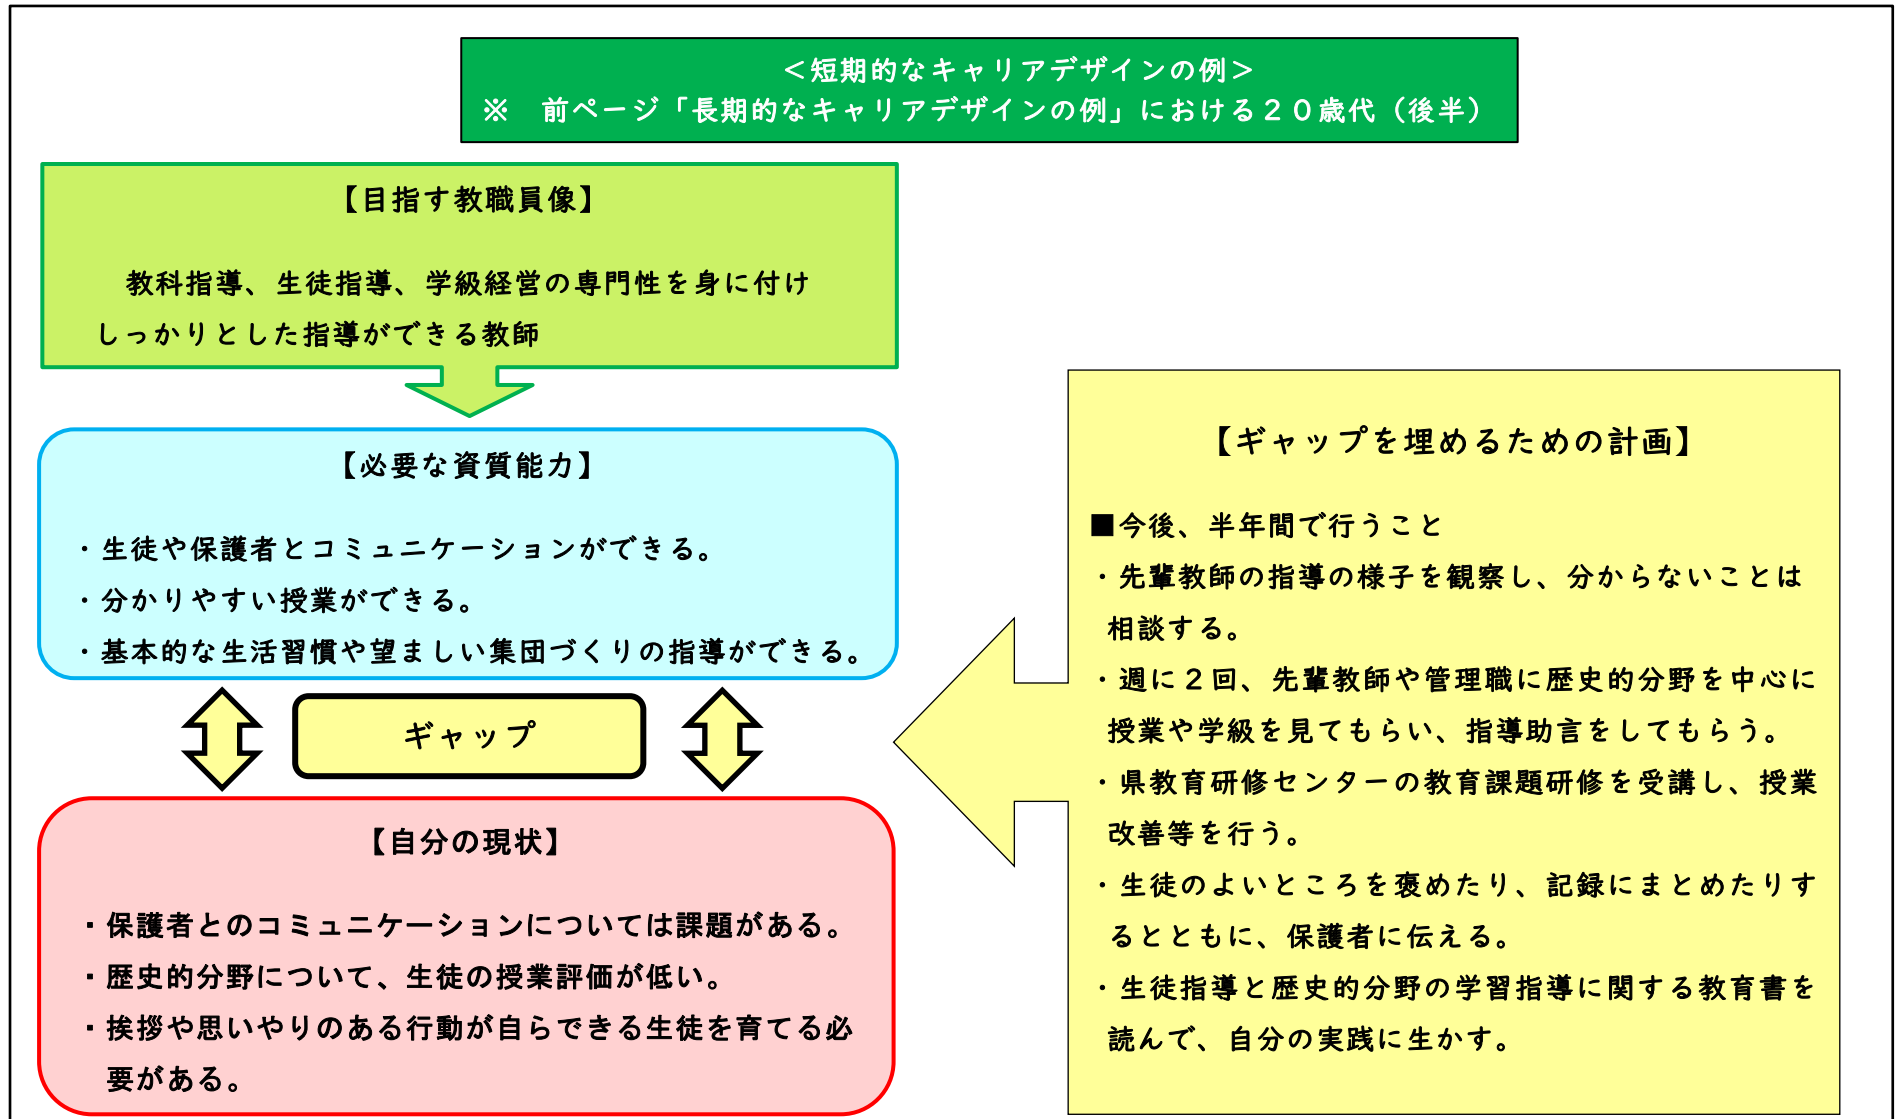 ＜短期的なキャリアデザインの例＞
※　前ページ「長期的なキャリアデザインの例」における２０歳代（後半）
【目指す教職員像】
教科指導、生徒指導、学級経営の専門性を身に付け
しっかりとした指導ができる教師
【必要な資質能力】
・生徒や保護者とコミュニケーションができる。
・分かりやすい授業ができる。
・基本的な生活習慣や望ましい集団づくりの指導ができる。
ギャップ
【自分の現状】
・保護者とのコミュニケーションについては課題がある。
・歴史的分野について、生徒の授業評価が低い。
・挨拶や思いやりのある行動が自らできる生徒を育てる必
要がある。
【ギャップを埋めるための計画】
■今後、半年間で行うこと
・先輩教師の指導の様子を観察し、分からないことは
相談する。
・週に２回、先輩教師や管理職に歴史的分野を中心に
授業や学級を見てもらい、指導助言をしてもらう。
・県教育研修センターの教育課題研修を受講し、授業
改善等を行う。
・生徒のよいところを褒めたり、記録にまとめたりす
るとともに、保護者に伝える。
・生徒指導と歴史的分野の学習指導に関する教育書を
読んで、自分の実践に生かす。